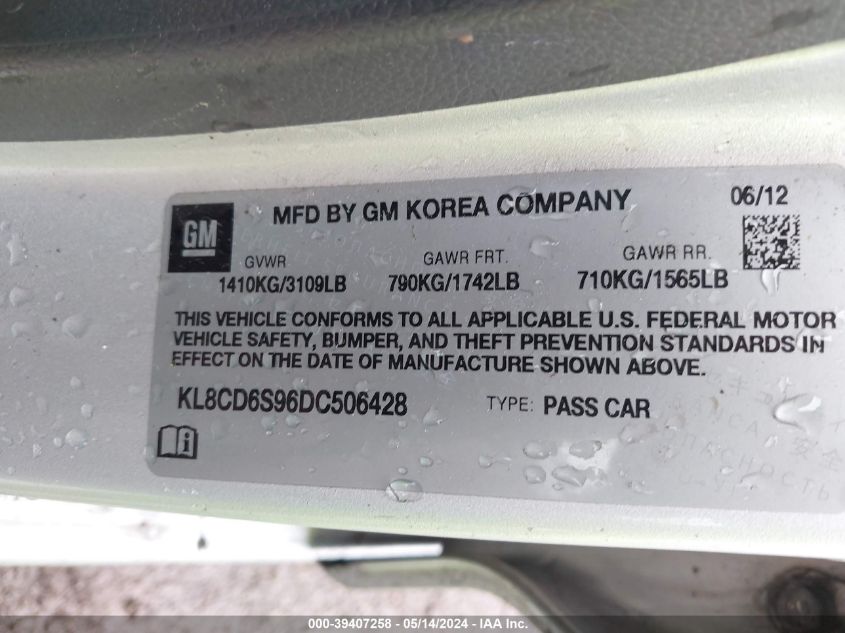 GM MFD BY GM KOREA COMPANY 06/12
GVWR GAWR FRT. GAWR RR.
1410KG/3109LB 790KG/1742LB 710KG/1565LB
THIS VEHICLE CONFORMS TO ALL APPLICABLE U.S. FEDERAL MOTOR
VEHICLE SAFETY, BUMPER, AND THEFT PREVENTION STANDARDS IN
EFFECT ON THE DATE OF MANUFACTURE SHOWN ABOVE.
KL8CD6S96DC506428 TYPE: PASS CAR
000-39407258 - 05/14/2024 - IAA Inc.